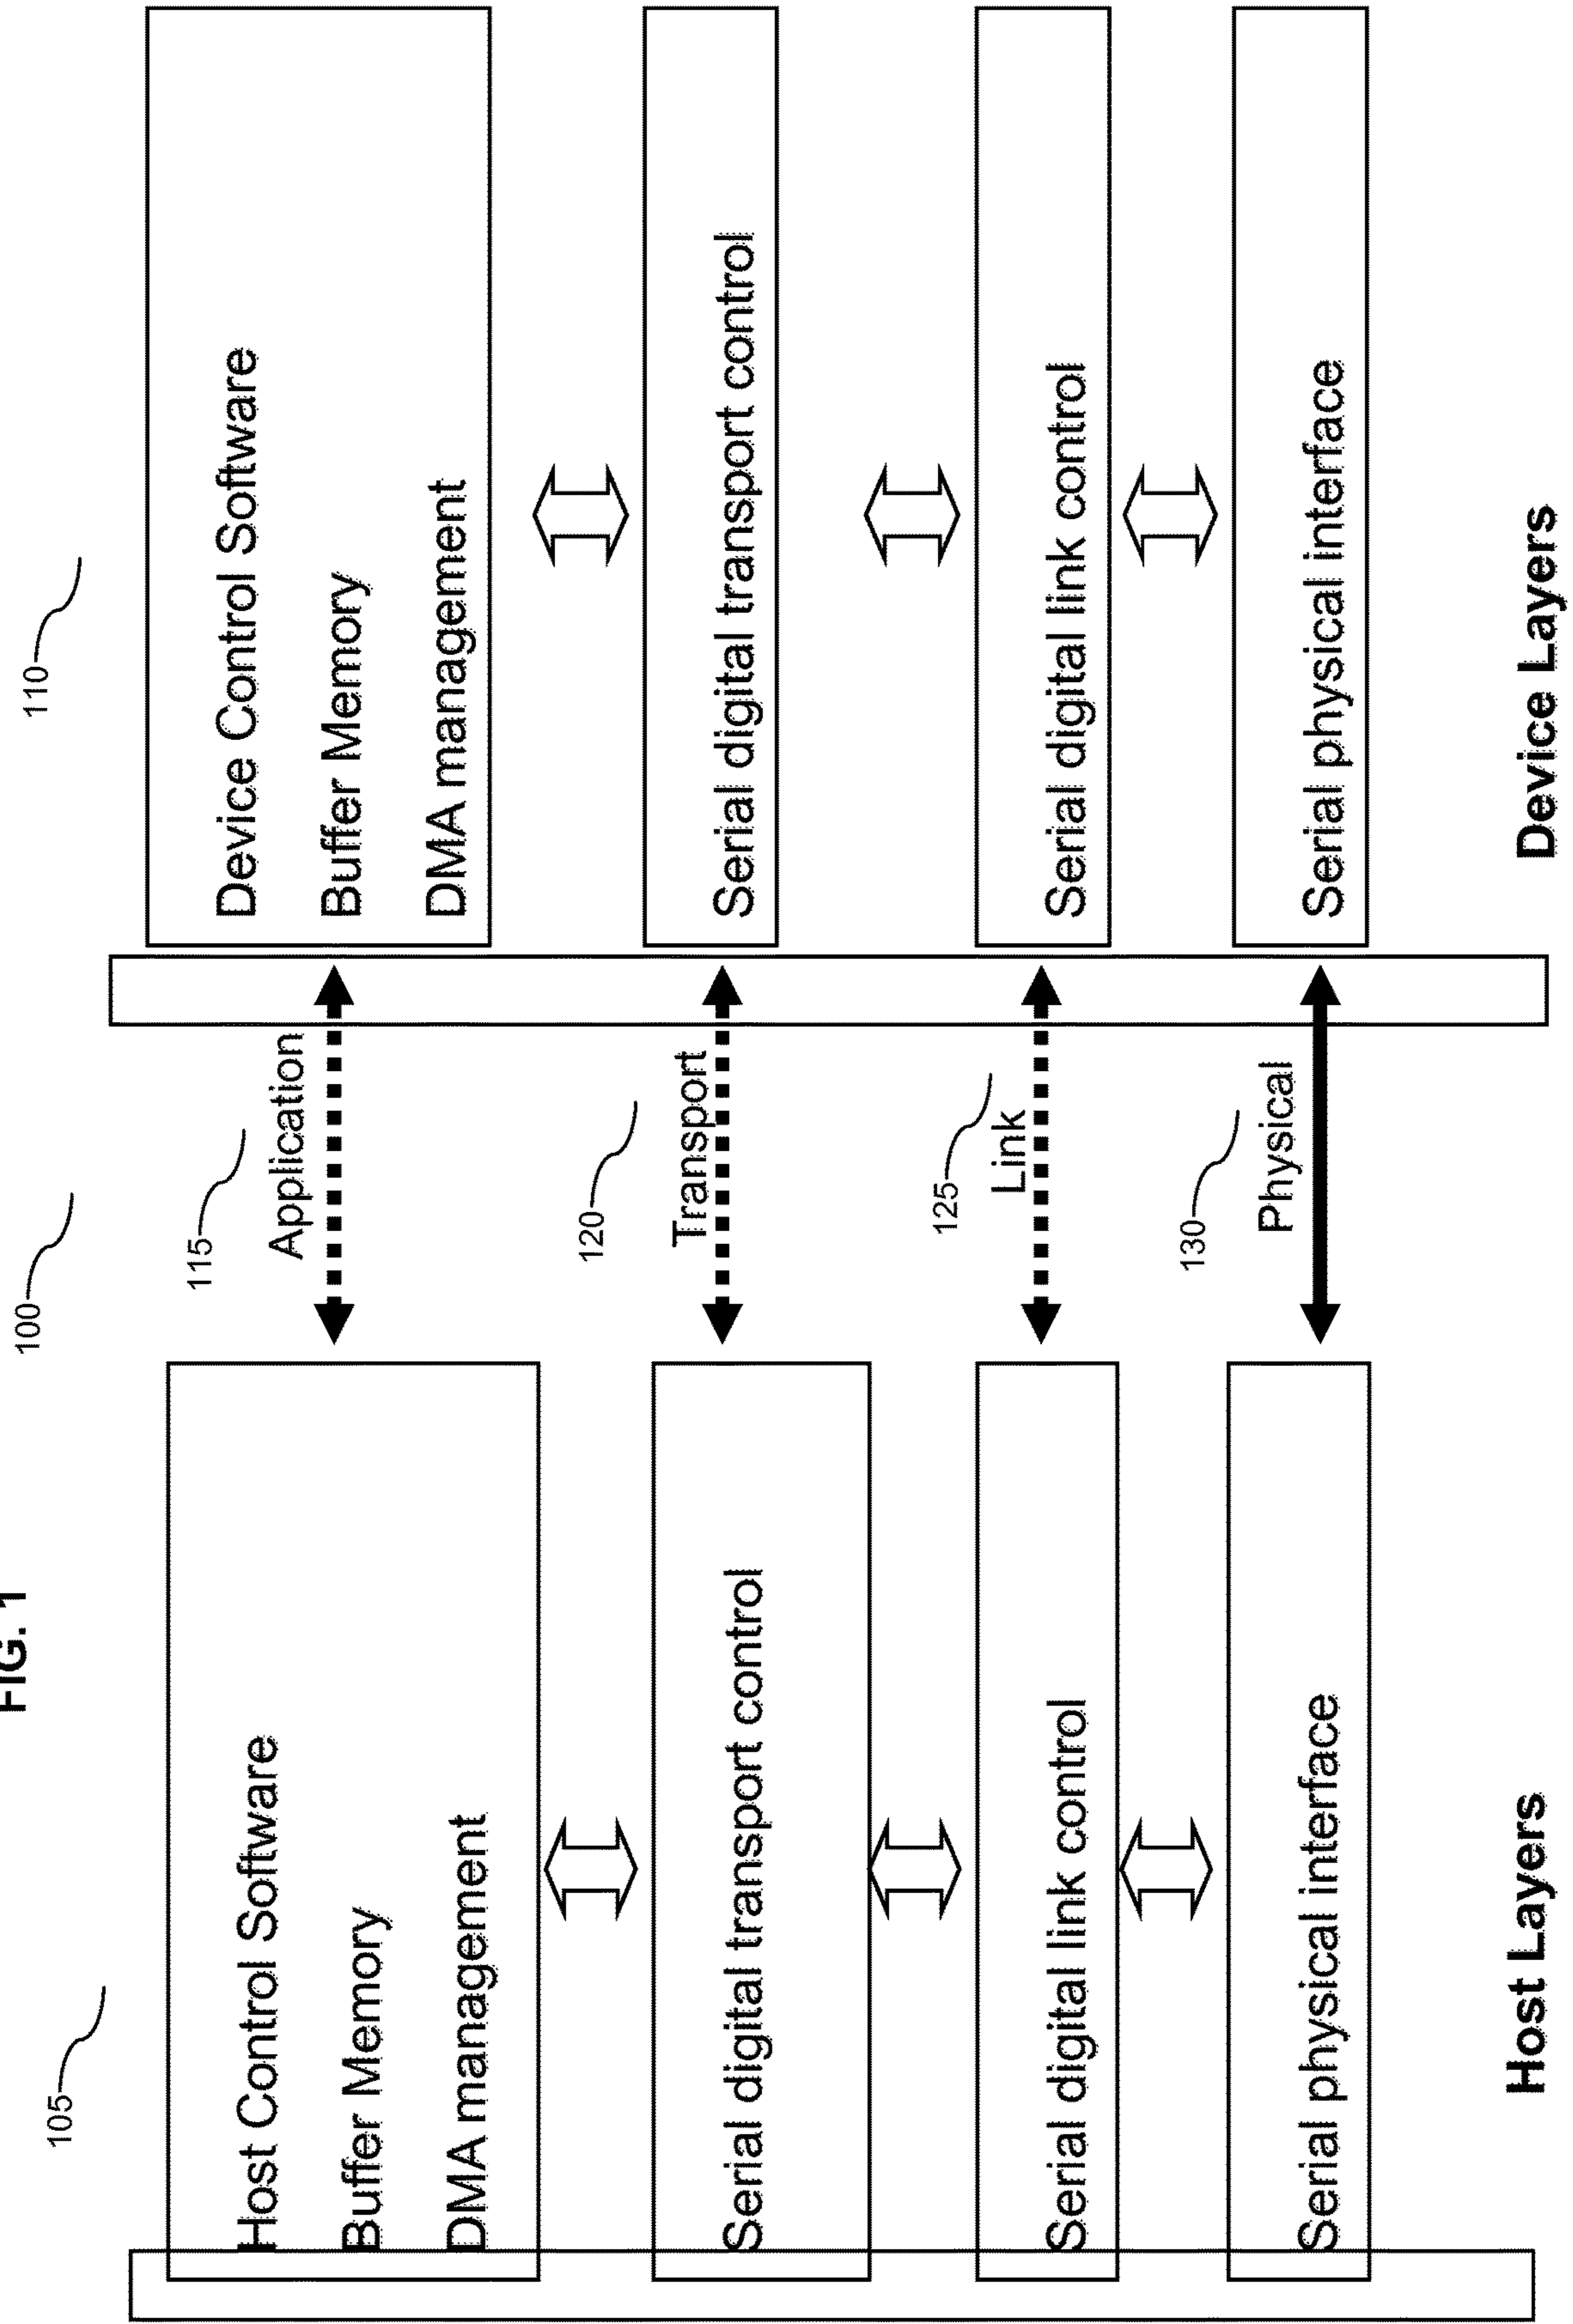 FIG. 1
100
105
110
Host Control Software
Buffer Memory
DMA management
115
Application
Device Control Software
Buffer Memory
DMA management
Serial digital transport control
120
Transport
Serial digital transport control
Serial digital link control
125
Link
Serial digital link control
Serial physical interface
130
Physical
Serial physical interface
Host Layers
Device Layers